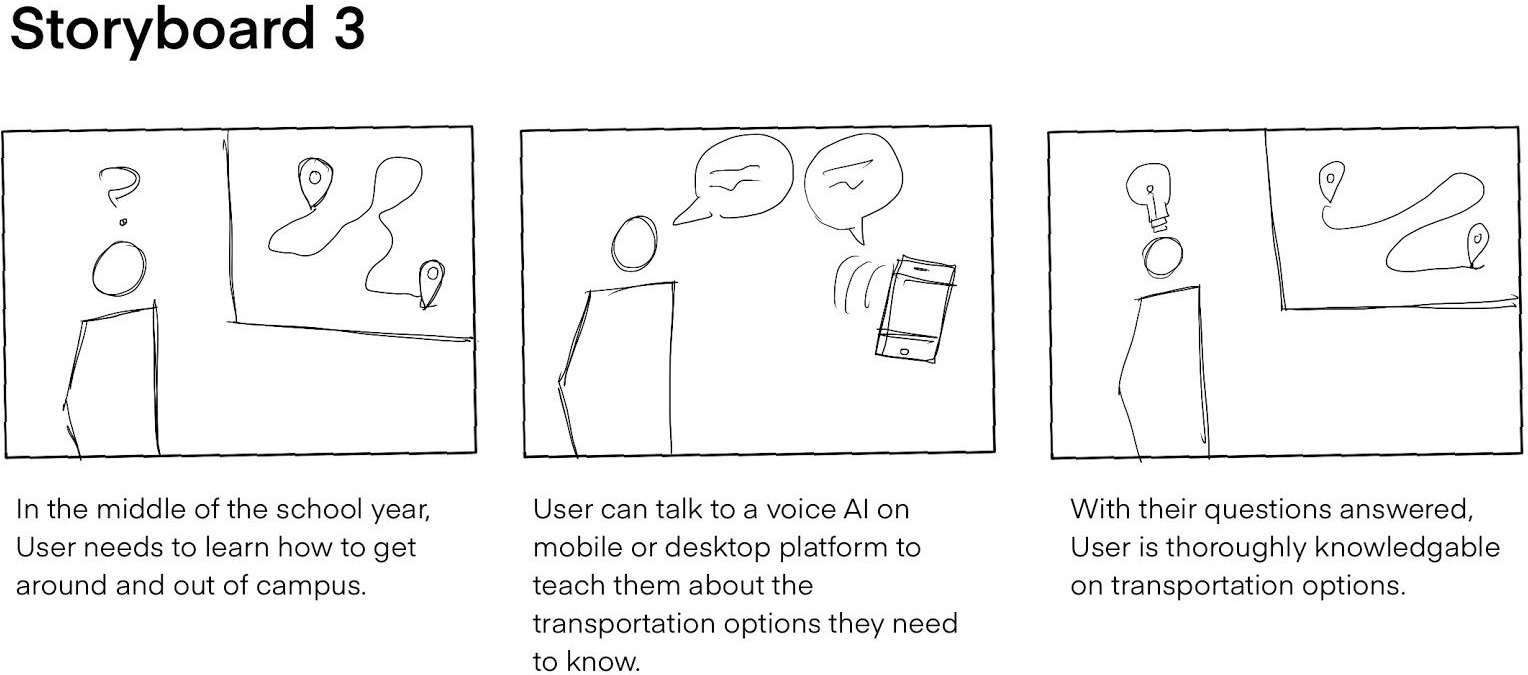 Storyboard 3
?
In the middle of the school year,
User needs to learn how to get
around and out of campus.
User can talk to a voice AI on
mobile or desktop platform to
teach them about the
transportation options they need
to know.
With their questions answered,
User is thoroughly knowledgable
on transportation options.